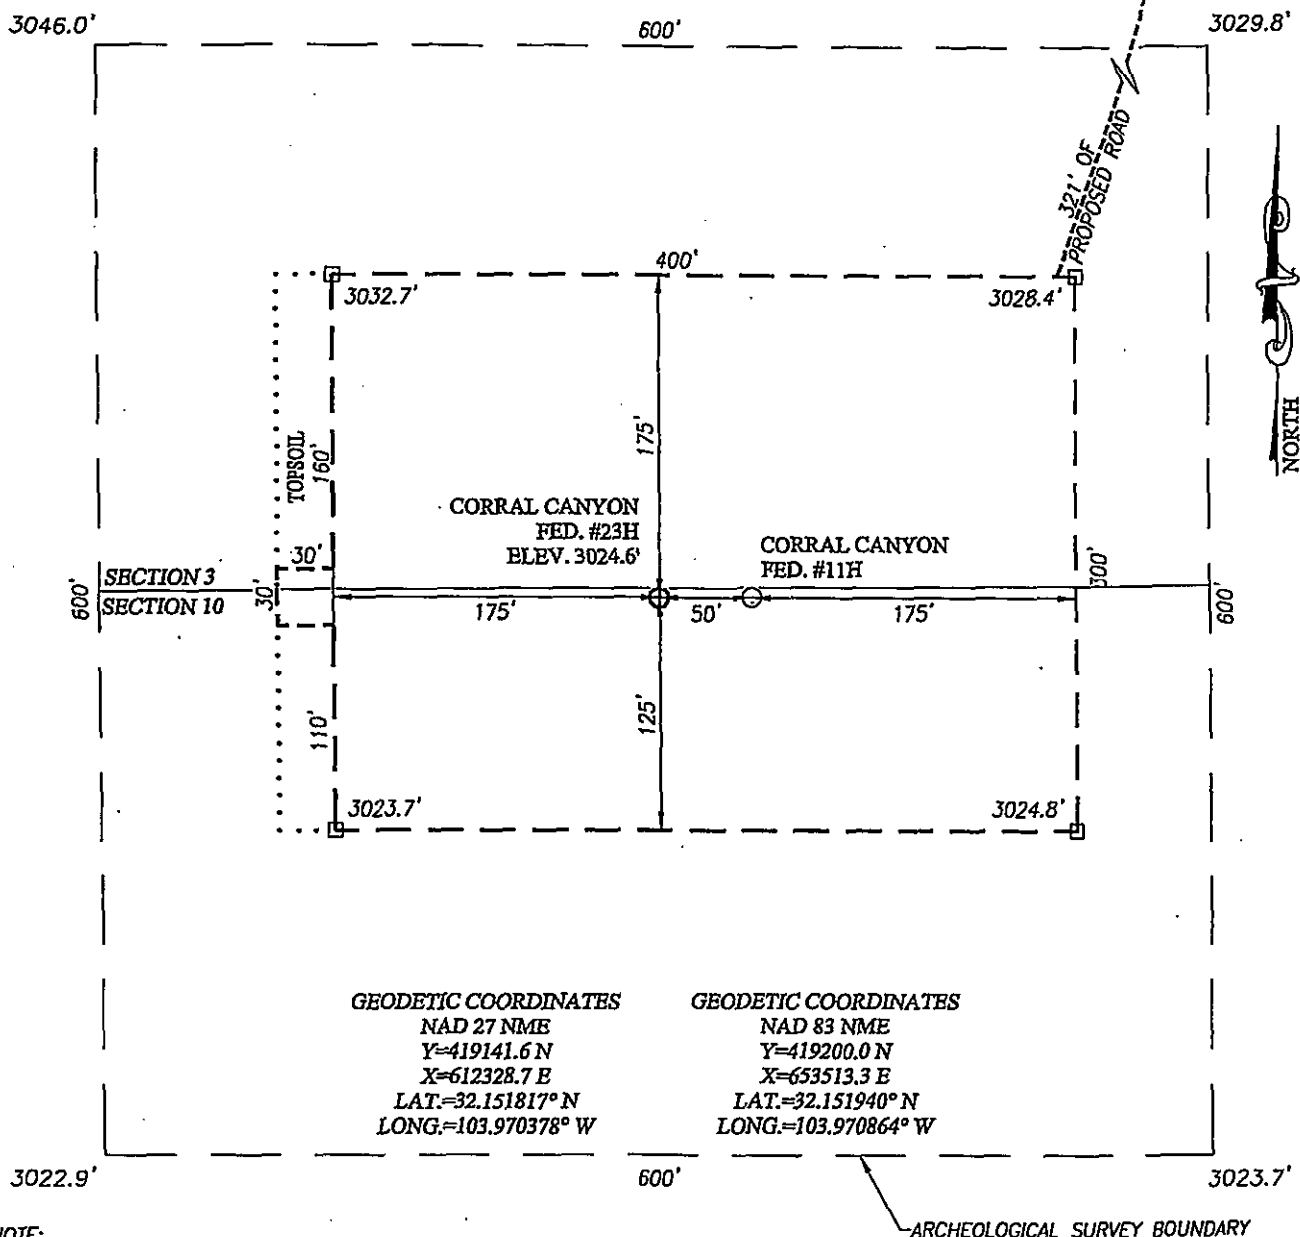 3046.0'
600'
3029.8'
321' OF
PROPOSED ROAD
NORTH
400'
3032.7'
3028.4'
TOPSOIL
160'
175'
CORRAL CANYON
FED. #23H
ELEV. 3024.6'
CORRAL CANYON
FED. #11H
30'
30'
SECTION 3
SECTION 10
600'
175'
50'
175'
300'
600'
110'
125'
3023.7'
3024.8'
GEODETIC COORDINATES
NAD 27 NME
Y=419141.6 N
X=612328.7 E
LAT.=32.151817° N
LONG.=103.970378° W
GEODETIC COORDINATES
NAD 83 NME
Y=419200.0 N
X=653513.3 E
LAT.=32.151940° N
LONG.=103.970864° W
3022.9'
600'
3023.7'
NOTE:
ARCHEOLOGICAL SURVEY BOUNDARY